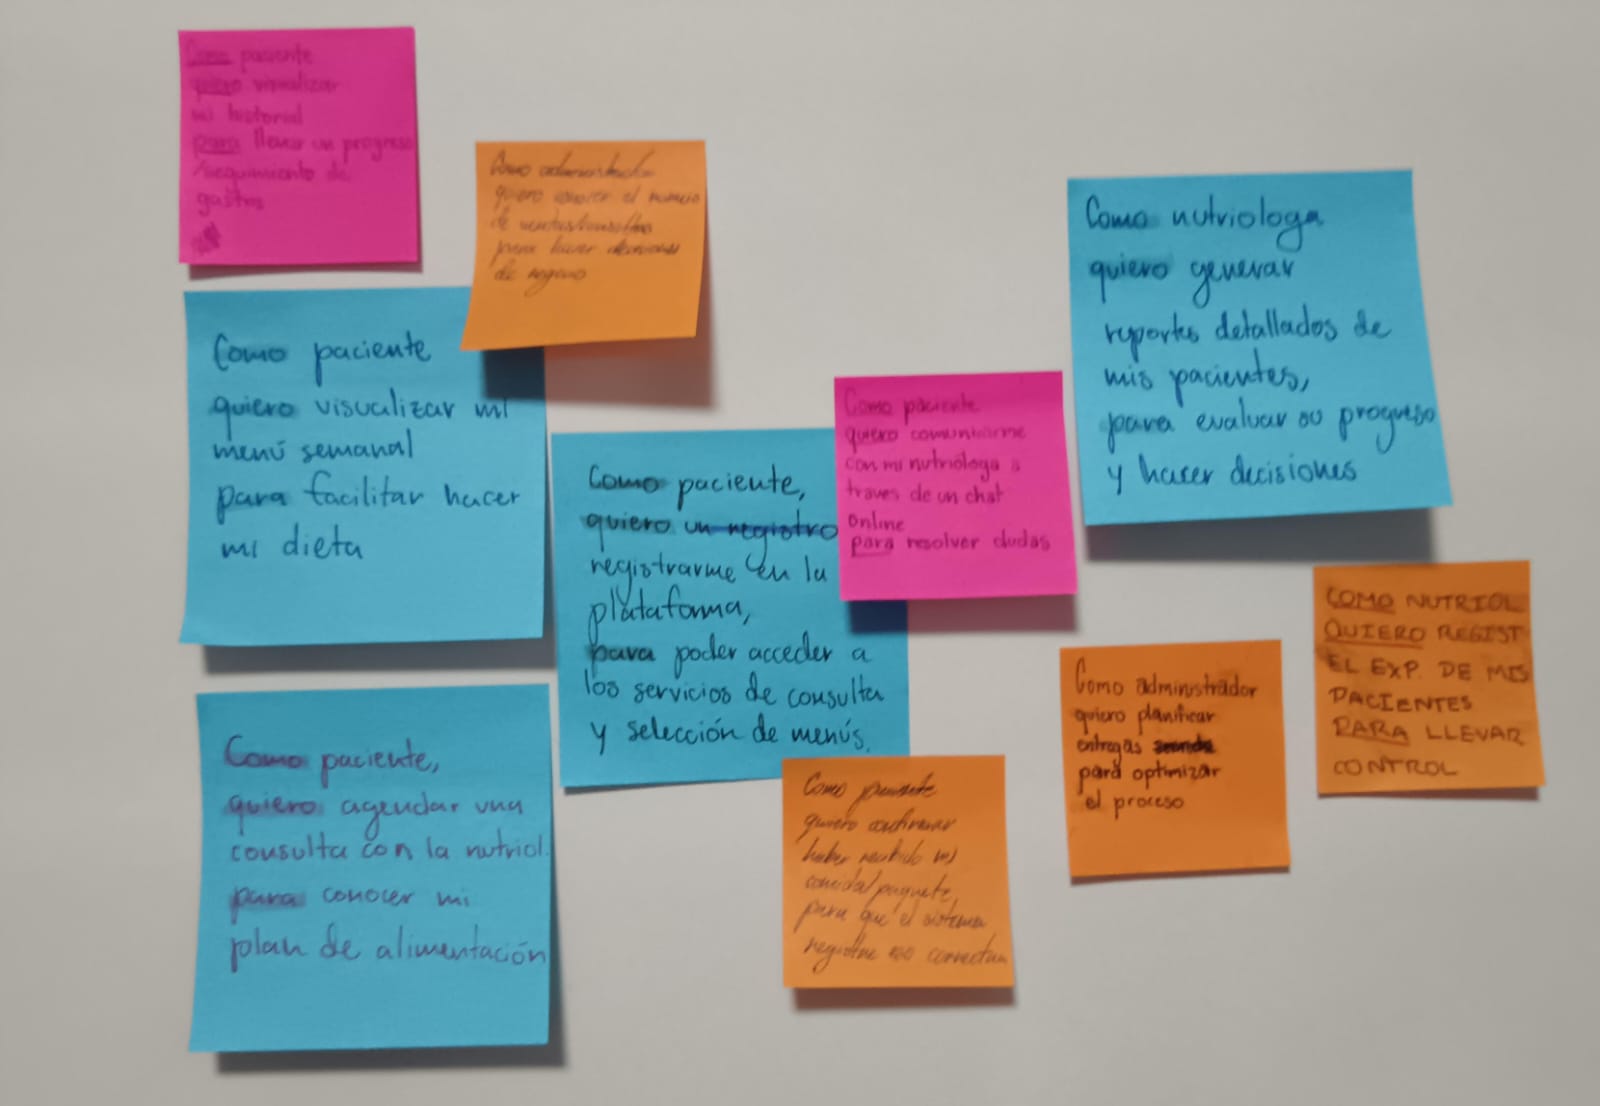 Como paciente
quiero visualizar
mi historial
para llevar un progreso
/seguimiento de
gastos
Como administrador
quiero conocer el numero
de ventas/consultas
para hacer decisiones
de negocio
Como paciente
quiero visualizar mi
menú semanal
para facilitar hacer
mi dieta
Como paciente,
quiero un registro
registrarme en la
plataforma,
para poder acceder a
los servicios de consulta
y selección de menús.
Como paciente
quiero comunicarme
con mi nutrióloga a
traves de un chat
online
para resolver dudas
Como nutriologa
quiero generar
reportes detallados de
mis pacientes,
para evaluar su progreso
y hacer decisiones
Como paciente,
quiero agendar una
consulta con la nutriol.
para conocer mi
plan de alimentación
Como paciente
quiero confirmar
haber recibido mi
comida/paquete,
para que el sistema
registre eso correctam
Como administrador
quiero planificar
entregas
para optimizar
el proceso
COMO NUTRIOL
QUIERO REGIST
EL EXP. DE MIS
PACIENTES
PARA LLEVAR
CONTROL